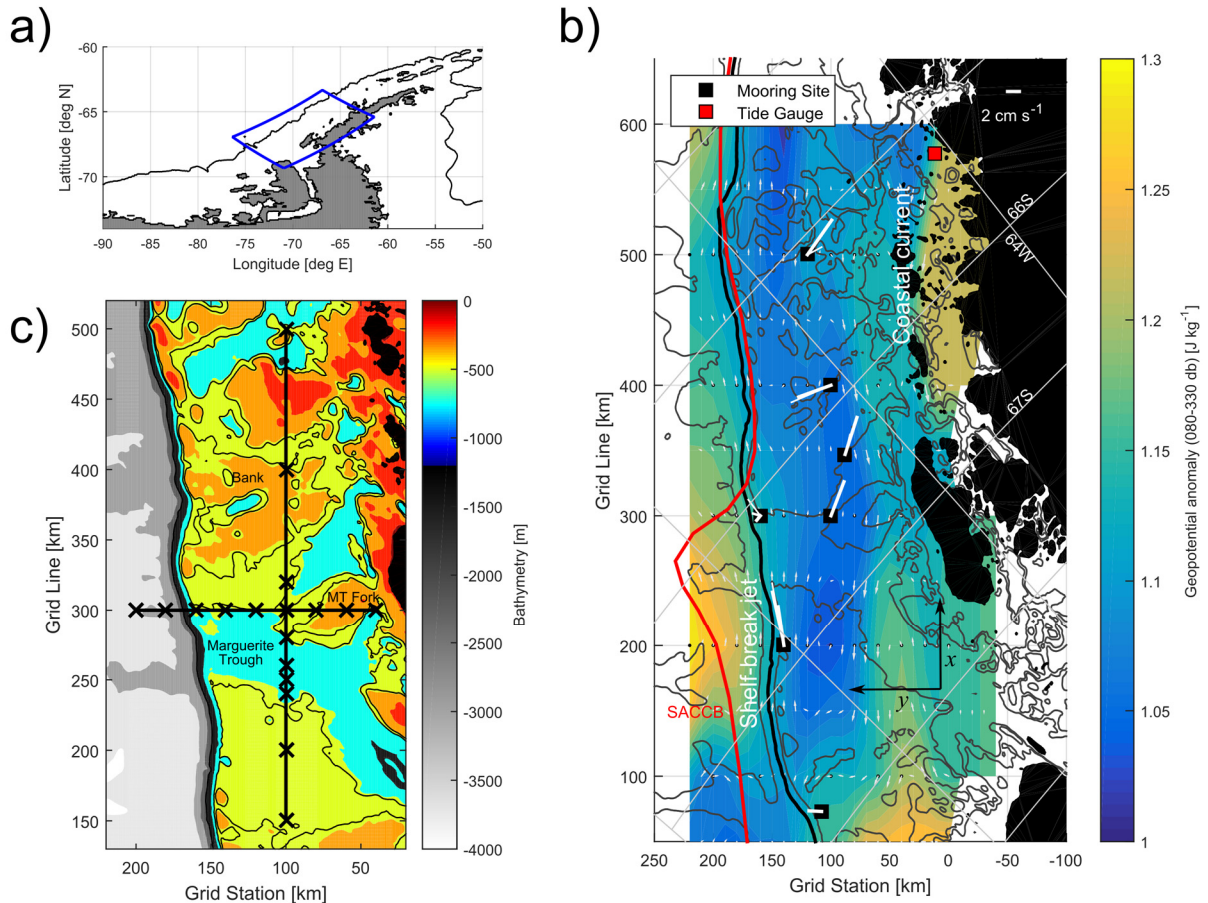 a)
-60
-65
-70
Latitude [deg N]
-90
-85
-80
-75
-70
-65
-60
-55
-50
Longitude [deg E]
b)
Mooring Site
Tide Gauge
2 cm s⁻¹
600
500
400
300
200
100
Grid Line [km]
250
200
150
100
50
0
-50
-100
Grid Station [km]
Coastal current
Shelf-break jet
SACCB
66S
64W
67S
x
y
1.3
1.25
1.2
1.15
1.1
1.05
1
Geopotential anomaly (080-330 db) [J kg⁻¹]
c)
500
450
400
350
300
250
200
150
Grid Line [km]
200
150
100
50
Grid Station [km]
Bank
MT Fork
Marguerite
Trough
0
-500
-1000
-1500
-2000
-2500
-3000
-3500
-4000
Bathymetry [m]